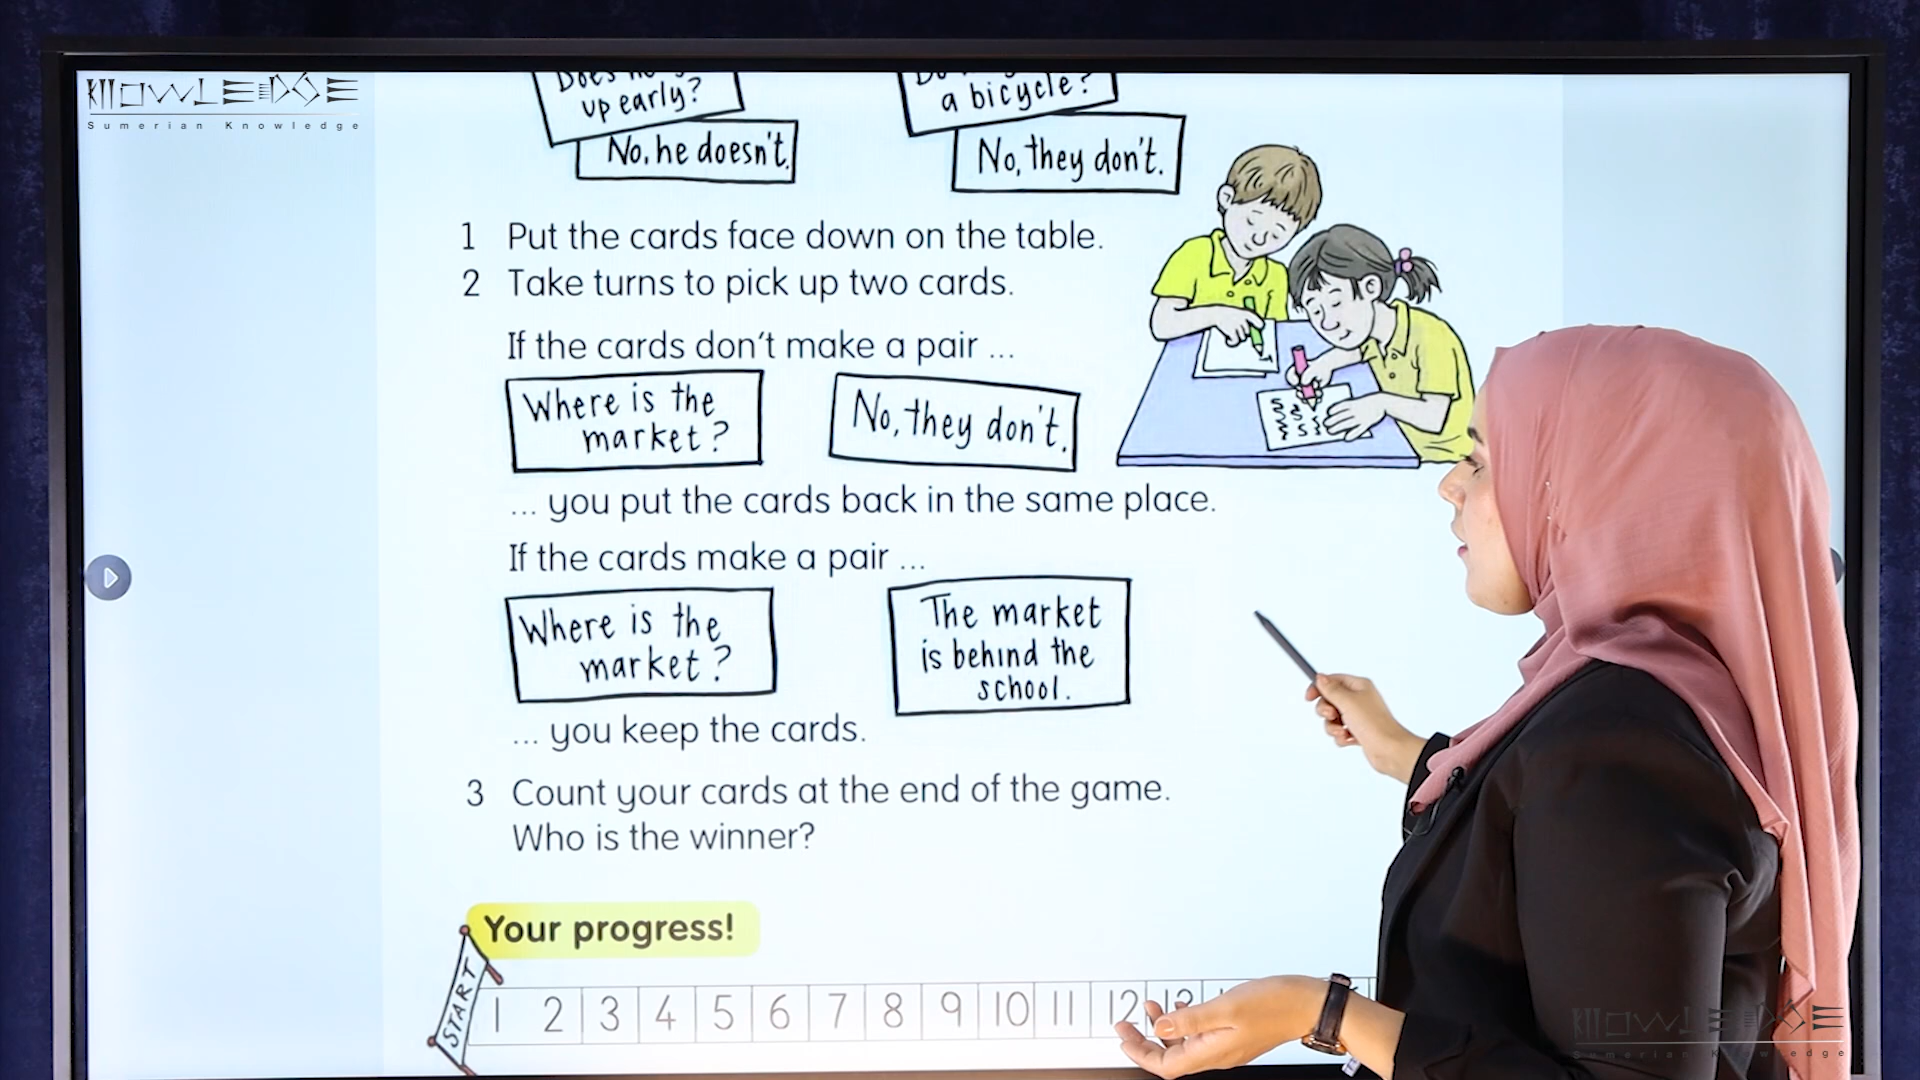 KNOWLEDGE
Sumerian Knowledge
up early?
a bicycle?
No, he doesn't.
No, they don't.
1 Put the cards face down on the table.
2 Take turns to pick up two cards.
If the cards don't make a pair ...
Where is the
market?
No, they don't.
... you put the cards back in the same place.
If the cards make a pair ...
Where is the
market?
The market
is behind the
school.
... you keep the cards.
3 Count your cards at the end of the game.
Who is the winner?
Your progress!
START
1 2 3 4 5 6 7 8 9 10 11 12 13
KNOWLEDGE
Sumerian Knowledge